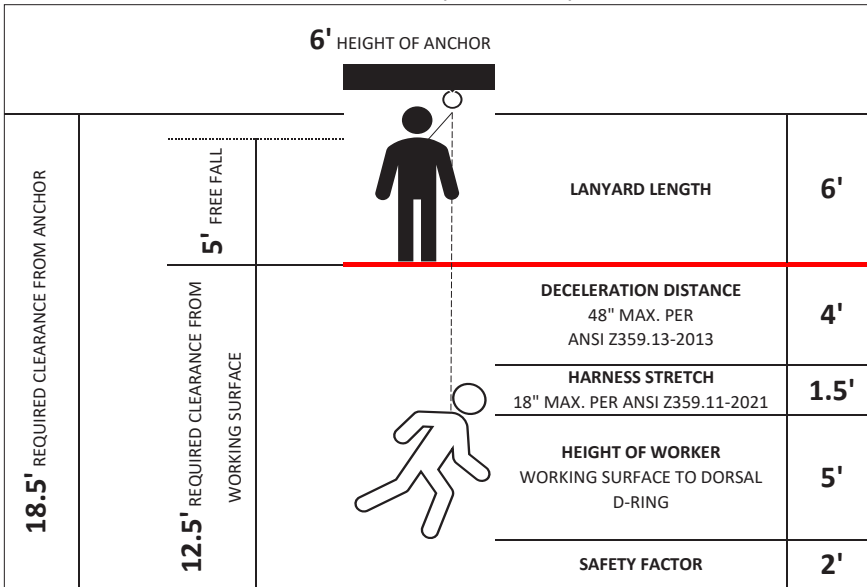 6' HEIGHT OF ANCHOR
18.5' REQUIRED CLEARANCE FROM ANCHOR
5' FREE FALL
12.5' REQUIRED CLEARANCE FROM
WORKING SURFACE
LANYARD LENGTH
6'
DECELERATION DISTANCE
48" MAX. PER
ANSI Z359.13-2013
4'
HARNESS STRETCH
18" MAX. PER ANSI Z359.11-2021
1.5'
HEIGHT OF WORKER
WORKING SURFACE TO DORSAL
D-RING
5'
SAFETY FACTOR
2'